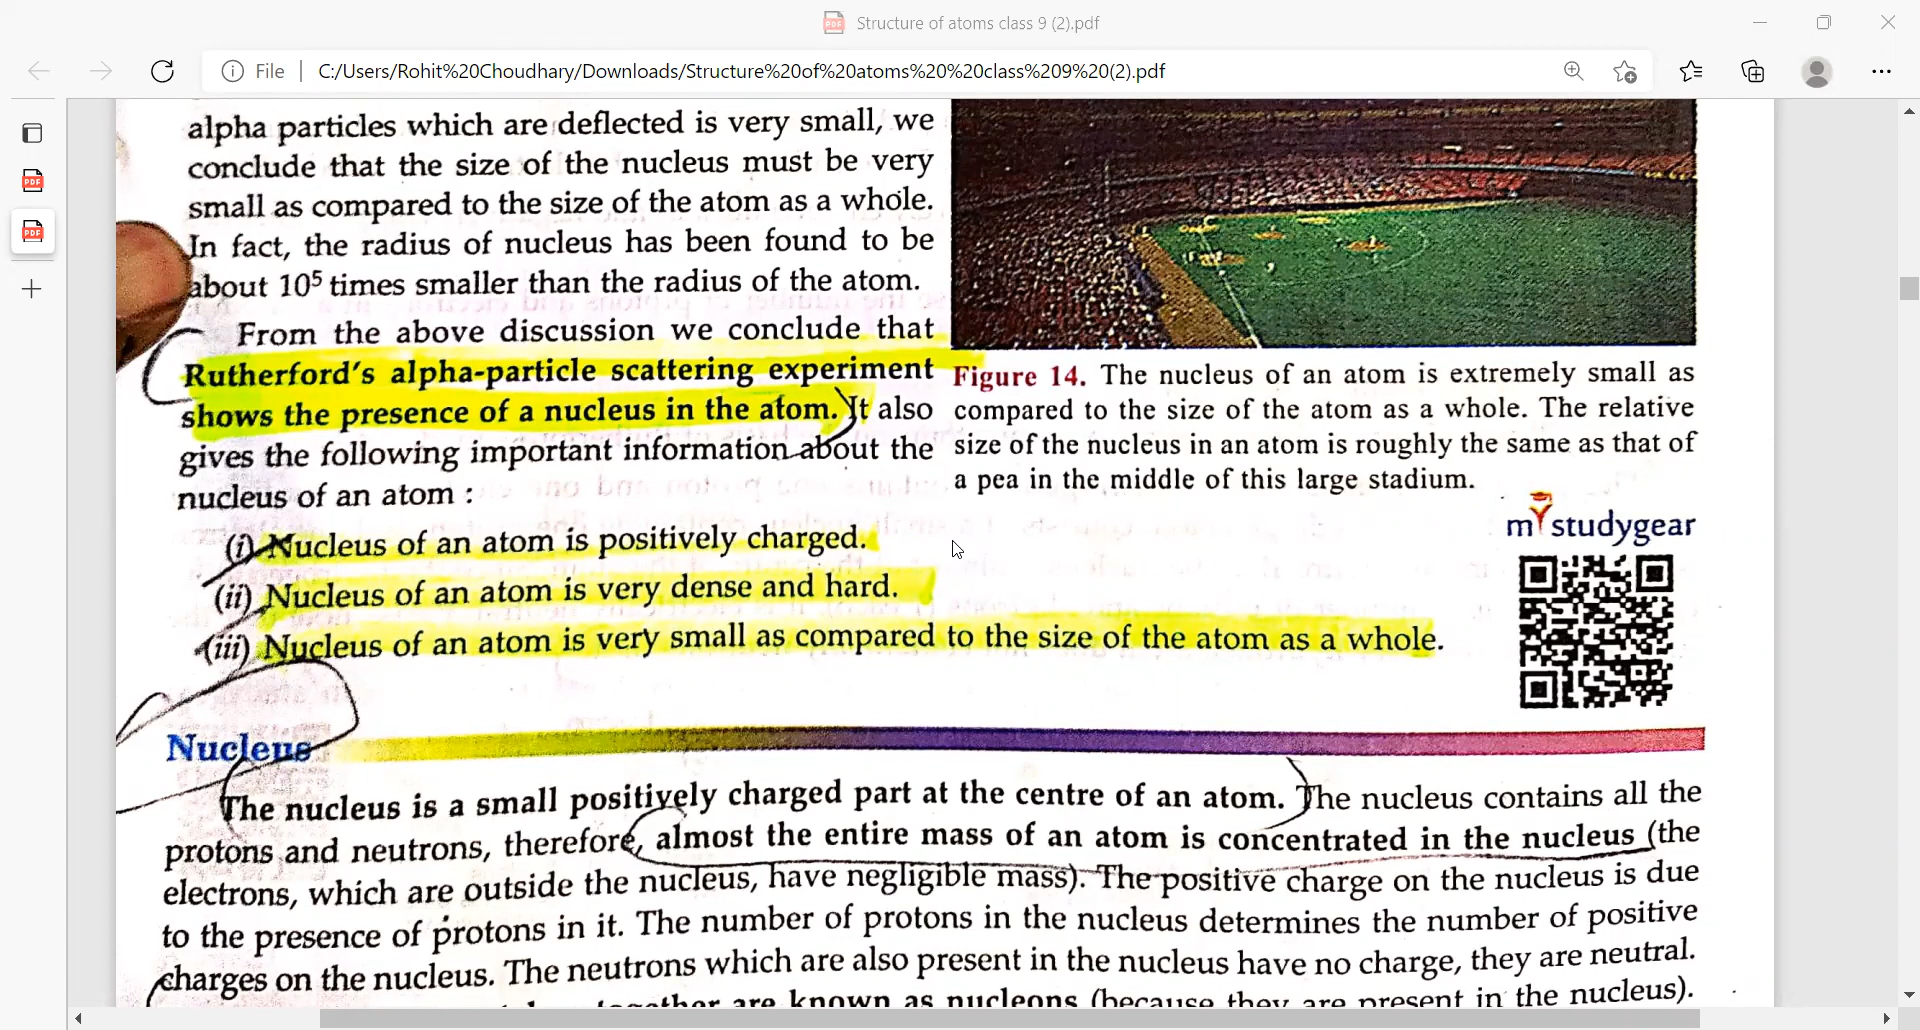 Structure of atoms class 9 (2).pdf
File | C:/Users/Rohit%20Choudhary/Downloads/Structure%20of%20atoms%20%20class%209%20(2).pdf
alpha particles which are deflected is very small, we
conclude that the size of the nucleus must be very
small as compared to the size of the atom as a whole.
In fact, the radius of nucleus has been found to be
about 10⁵ times smaller than the radius of the atom.
From the above discussion we conclude that
Rutherford's alpha-particle scattering experiment
shows the presence of a nucleus in the atom. It also
gives the following important information about the
nucleus of an atom :
Figure 14. The nucleus of an atom is extremely small as
compared to the size of the atom as a whole. The relative
size of the nucleus in an atom is roughly the same as that of
a pea in the middle of this large stadium.
(i) Nucleus of an atom is positively charged.
(ii) Nucleus of an atom is very dense and hard.
(iii) Nucleus of an atom is very small as compared to the size of the atom as a whole.
mystudygear
Nucleus
The nucleus is a small positively charged part at the centre of an atom. The nucleus contains all the
protons and neutrons, therefore, almost the entire mass of an atom is concentrated in the nucleus (the
electrons, which are outside the nucleus, have negligible mass). The positive charge on the nucleus is due
to the presence of protons in it. The number of protons in the nucleus determines the number of positive
charges on the nucleus. The neutrons which are also present in the nucleus have no charge, they are neutral.
together are known as nucleons (because they are present in the nucleus).